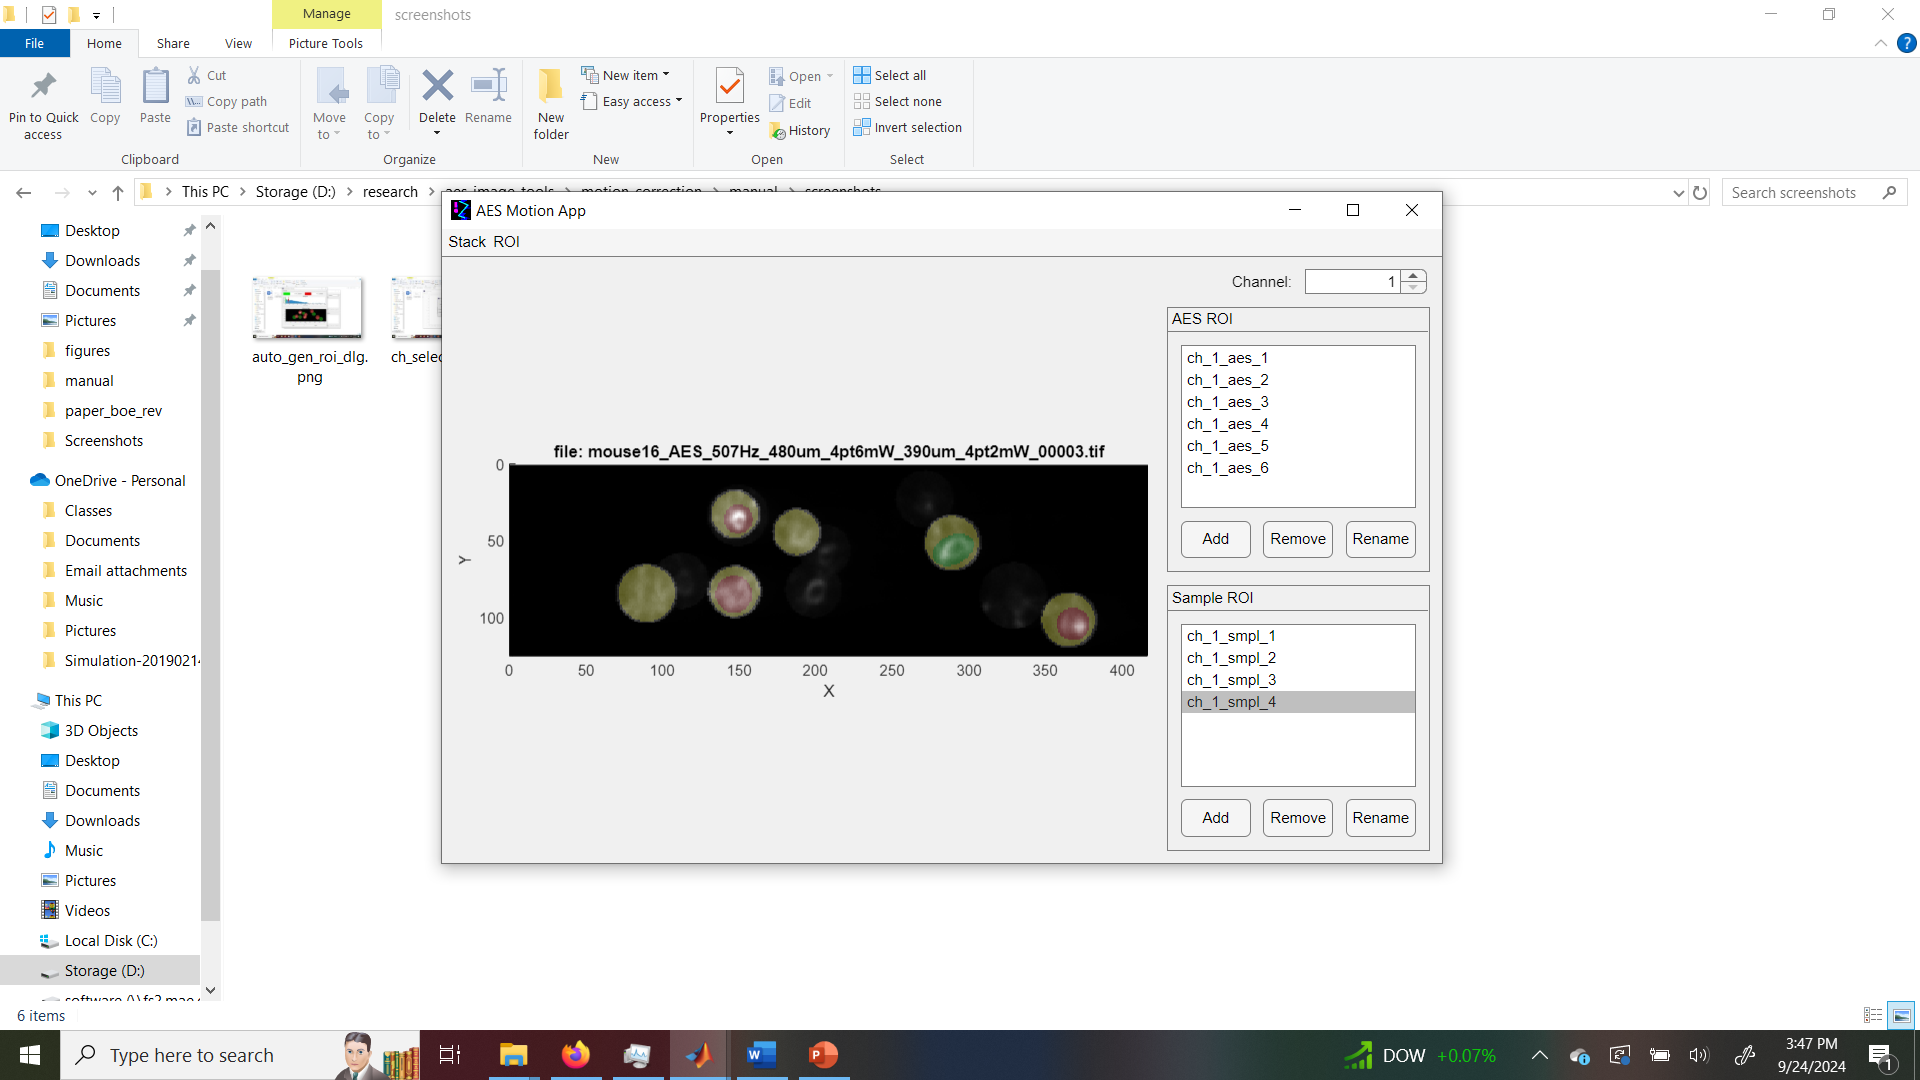 Manage
screenshots
File
Home
Share
View
Picture Tools
Pin to Quick access
Copy
Paste
Cut
Copy path
Paste shortcut
Clipboard
Move to
Copy to
Delete
Rename
Organize
New folder
New item
Easy access
New
Properties
Open
Edit
History
Open
Select all
Select none
Invert selection
Select
This PC
Storage (D:)
research
aes_image_tools
motion_correction
manual
screenshots
Search screenshots
Desktop
Downloads
Documents
Pictures
figures
manual
paper_boe_rev
Screenshots
OneDrive - Personal
Classes
Documents
Email attachments
Music
Pictures
Simulation-20190214
This PC
3D Objects
Desktop
Documents
Downloads
Music
Pictures
Videos
Local Disk (C:)
Storage (D:)
auto_gen_roi_dlg.
png
ch_selec
AES Motion App
Stack ROI
Channel: 1
file: mouse16_AES_507Hz_480um_4pt6mW_390um_4pt2mW_00003.tif
0
50
100
Y
0 50 100 150 200 250 300 350 400
X
AES ROI
ch_1_aes_1
ch_1_aes_2
ch_1_aes_3
ch_1_aes_4
ch_1_aes_5
ch_1_aes_6
Add Remove Rename
Sample ROI
ch_1_smpl_1
ch_1_smpl_2
ch_1_smpl_3
ch_1_smpl_4
Add Remove Rename
6 items
Type here to search
DOW +0.07%
3:47 PM
9/24/2024
1